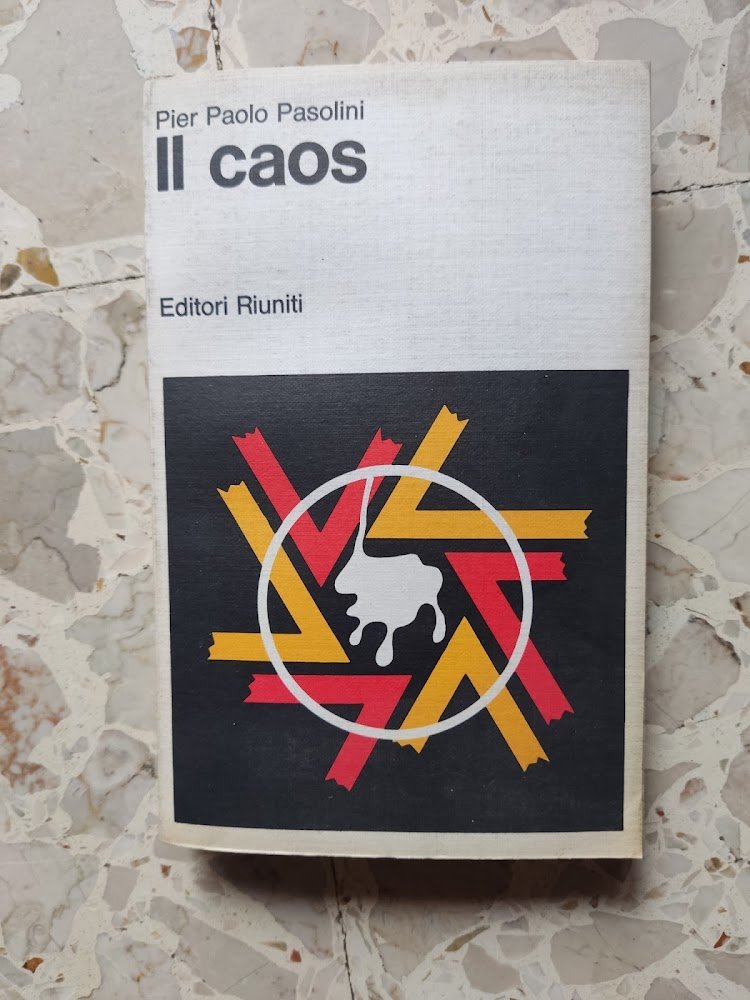 Pier Paolo Pasolini
Il caos
Editori Riuniti